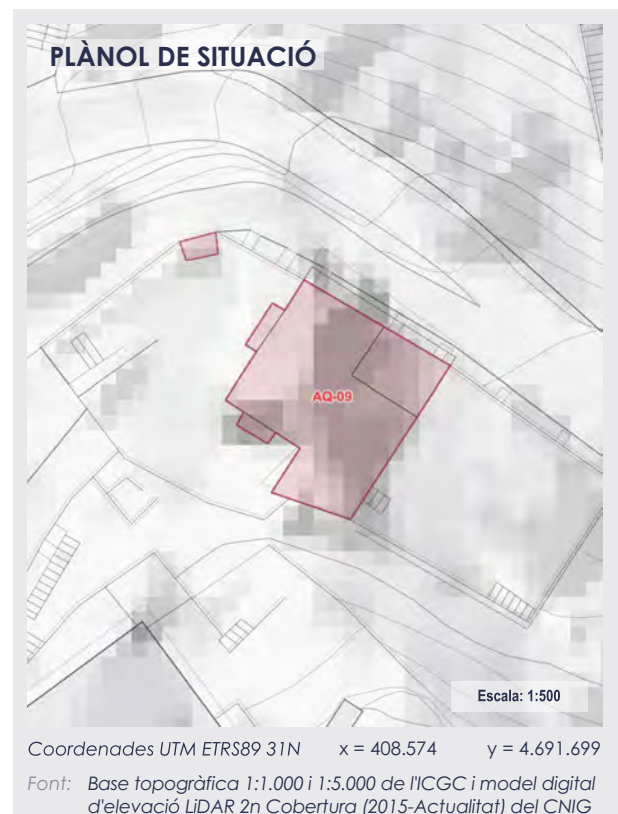 PLÀNOL DE SITUACIÓ
AQ-09
Escala: 1:500
Coordenades UTM ETRS89 31N x = 408.574 y = 4.691.699
Font: Base topogràfica 1:1.000 i 1:5.000 de l'ICGC i model digital
d'elevació LiDAR 2n Cobertura (2015-Actualitat) del CNIG